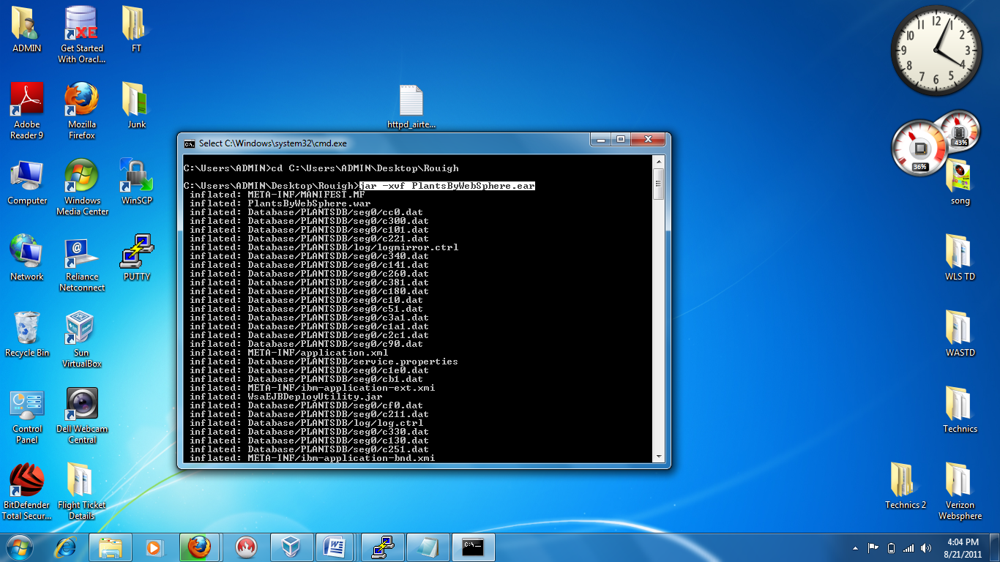 ADMIN
Get Started
With Oracl...
FT
XE
httpd_airte...
12
11
1
10
2
9
3
8
4
7
5
6
Adobe
Reader 9
Mozilla
Firefox
Junk
43%
36%
song
Select C:\Windows\system32\cmd.exe
C:\Users\ADMIN>cd C:\Users\ADMIN\Desktop\Rouigh
C:\Users\ADMIN\Desktop\Rouigh>jar -xvf PlantsByWebSphere.ear
inflated: META-INF/MANIFEST.MF
inflated: PlantsByWebSphere.war
inflated: Database/PLANTSDB/seg0/cc0.dat
inflated: Database/PLANTSDB/seg0/c300.dat
inflated: Database/PLANTSDB/seg0/c101.dat
inflated: Database/PLANTSDB/seg0/c221.dat
inflated: Database/PLANTSDB/log/logmirror.ctrl
inflated: Database/PLANTSDB/seg0/c340.dat
inflated: Database/PLANTSDB/seg0/c141.dat
inflated: Database/PLANTSDB/seg0/c260.dat
inflated: Database/PLANTSDB/seg0/c381.dat
inflated: Database/PLANTSDB/seg0/c180.dat
inflated: Database/PLANTSDB/seg0/c10.dat
inflated: Database/PLANTSDB/seg0/c51.dat
inflated: Database/PLANTSDB/seg0/c3a1.dat
inflated: Database/PLANTSDB/seg0/c1a1.dat
inflated: Database/PLANTSDB/seg0/c2c1.dat
inflated: Database/PLANTSDB/seg0/c90.dat
inflated: META-INF/application.xml
inflated: Database/PLANTSDB/service.properties
inflated: Database/PLANTSDB/seg0/c1e0.dat
inflated: Database/PLANTSDB/seg0/cb1.dat
inflated: META-INF/ibm-application-ext.xmi
inflated: WsaEJBDeployUtility.jar
inflated: Database/PLANTSDB/seg0/cf0.dat
inflated: Database/PLANTSDB/seg0/c211.dat
inflated: Database/PLANTSDB/log/log.ctrl
inflated: Database/PLANTSDB/seg0/c330.dat
inflated: Database/PLANTSDB/seg0/c130.dat
inflated: Database/PLANTSDB/seg0/c251.dat
inflated: META-INF/ibm-application-bnd.xmi
Computer
Windows
Media Center
WinSCP
Network
Reliance
Netconnect
PUTTY
WLS TD
Recycle Bin
Sun
VirtualBox
WASTD
Control
Panel
Dell Webcam
Central
Technics
BitDefender
Total Secur...
Flight Ticket
Details
Technics 2
Verizon
Websphere
4:04 PM
8/21/2011